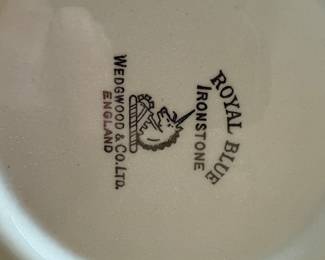 ROYAL BLUE
IRONSTONE
WEDGWOOD & CO. LTD.
ENGLAND